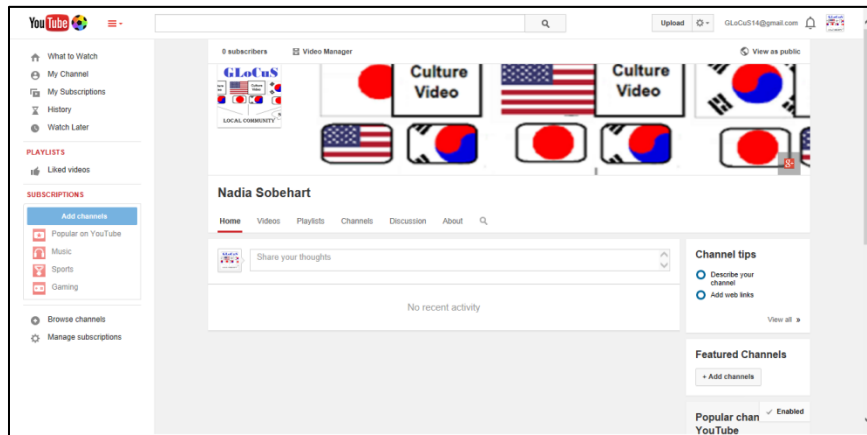 YouTube
Upload
GLoCuS14@gmail.com
What to Watch
My Channel
My Subscriptions
History
Watch Later
PLAYLISTS
Liked videos
SUBSCRIPTIONS
Add channels
Popular on YouTube
Music
Sports
Gaming
Browse channels
Manage subscriptions
0 subscribers
Video Manager
View as public
GLoCuS
Culture
Video
LOCAL COMMUNITY
Culture
Video
g+
Nadia Sobehart
Home Videos Playlists Channels Discussion About
Share your thoughts
No recent activity
Channel tips
Describe your
channel
Add web links
View all »
Featured Channels
+ Add channels
Popular chan
YouTube
Enabled